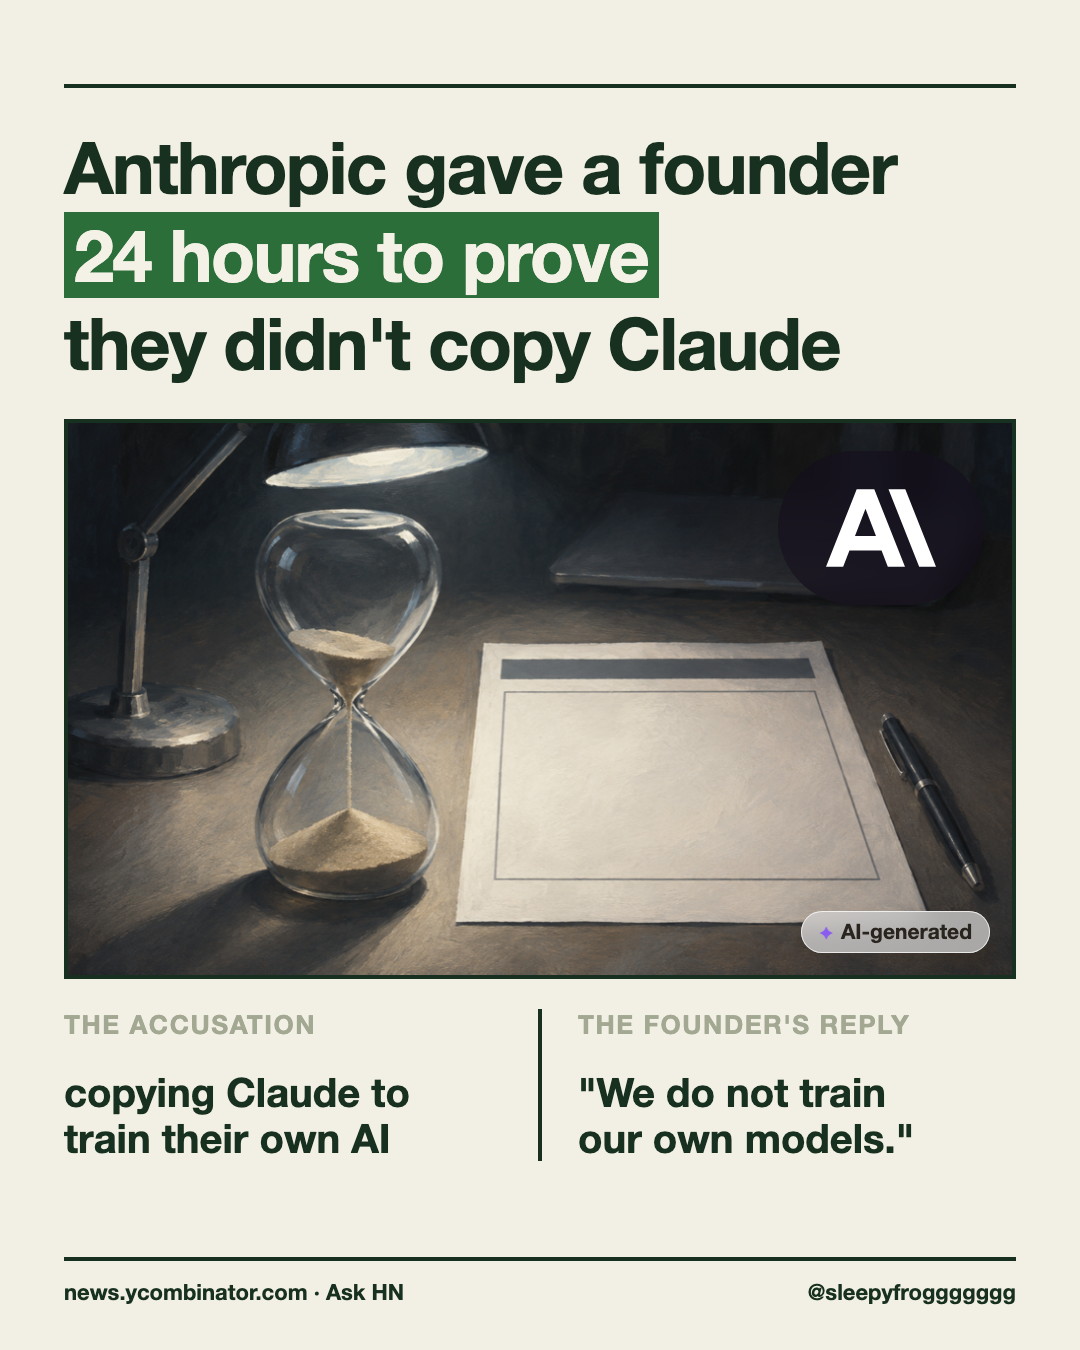 Anthropic gave a founder
24 hours to prove
they didn't copy Claude
A\
AI-generated
THE ACCUSATION
copying Claude to
train their own AI
THE FOUNDER'S REPLY
"We do not train
our own models."
news.ycombinator.com · Ask HN
@sleepyfroggggggg